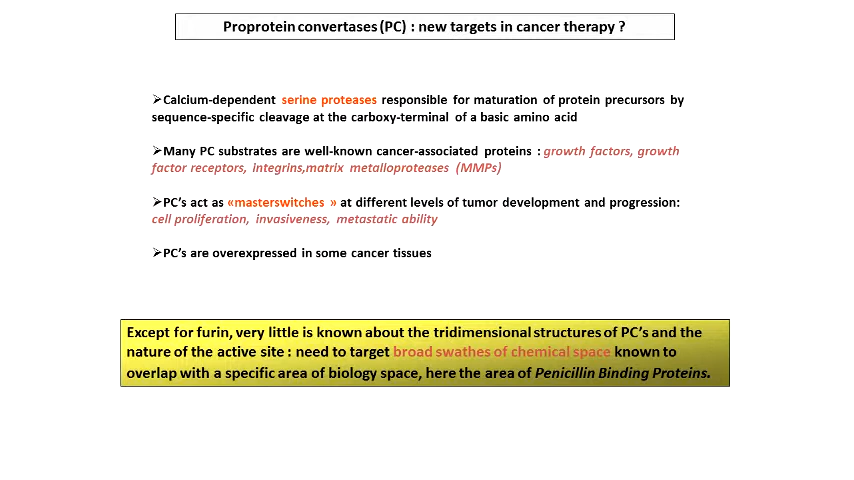 Proprotein convertases (PC) : new targets in cancer therapy ?
➢Calcium-dependent serine proteases responsible for maturation of protein precursors by
sequence-specific cleavage at the carboxy-terminal of a basic amino acid
➢Many PC substrates are well-known cancer-associated proteins : growth factors, growth
factor receptors, integrins,matrix metalloproteases (MMPs)
➢PC’s act as «masterswitches » at different levels of tumor development and progression:
cell proliferation, invasiveness, metastatic ability
➢PC’s are overexpressed in some cancer tissues
Except for furin, very little is known about the tridimensional structures of PC’s and the
nature of the active site : need to target broad swathes of chemical space known to
overlap with a specific area of biology space, here the area of Penicillin Binding Proteins.